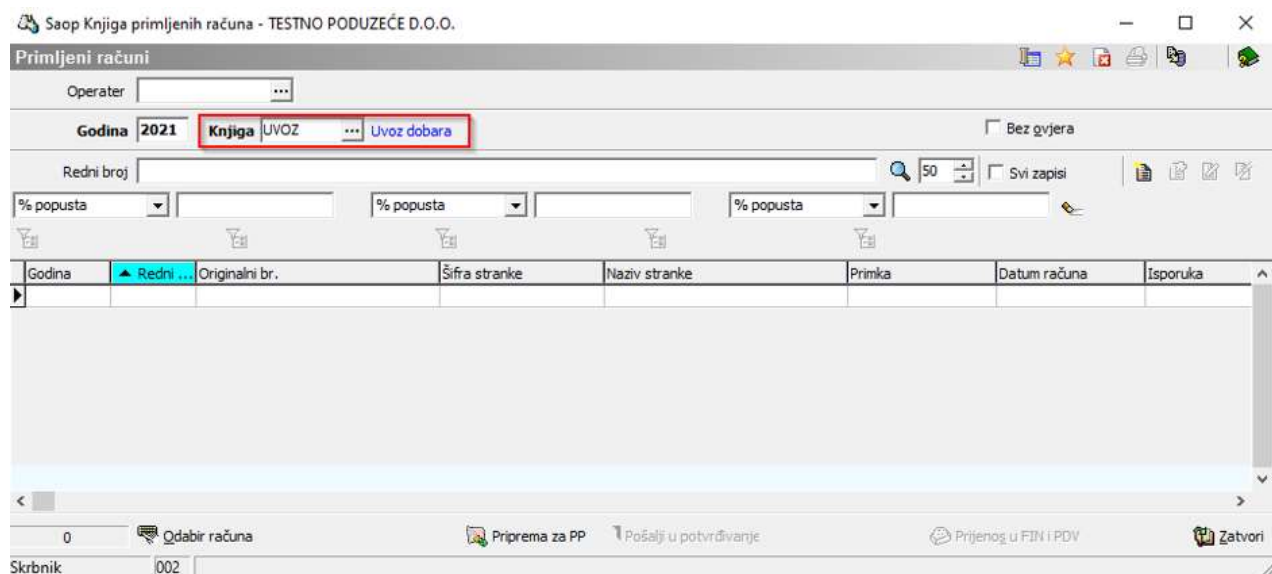 Saop Knjiga primljenih računa - TESTNO PODUZEĆE D.O.O.
Primljeni računi
Operater
Godina 2021 Knjiga UVOZ Uvoz dobara Bez ovjera
Redni broj 50 Svi zapisi
% popusta % popusta % popusta
Godina Redni ... Originalni br. Šifra stranke Naziv stranke Primka Datum računa Isporuka
0 Odabir računa Priprema za PP Pošalji u potvrđivanje Prijenos u FIN i PDV Zatvori
Skrbnik 002